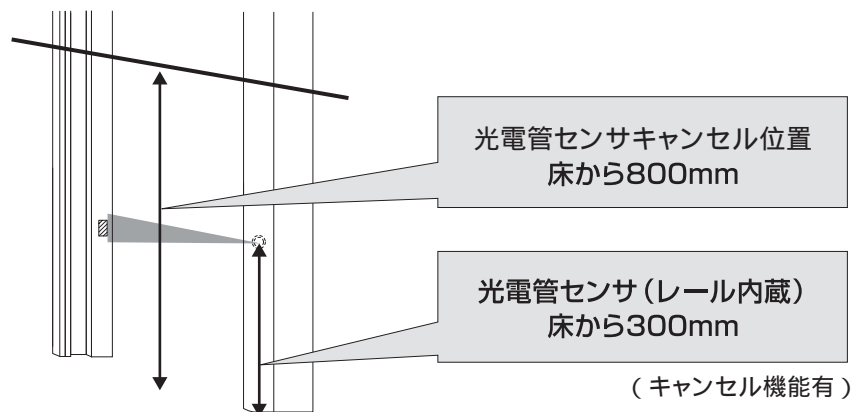 光電管センサキャンセル位置
床から800mm
光電管センサ（レール内蔵）
床から300mm
（キャンセル機能有）